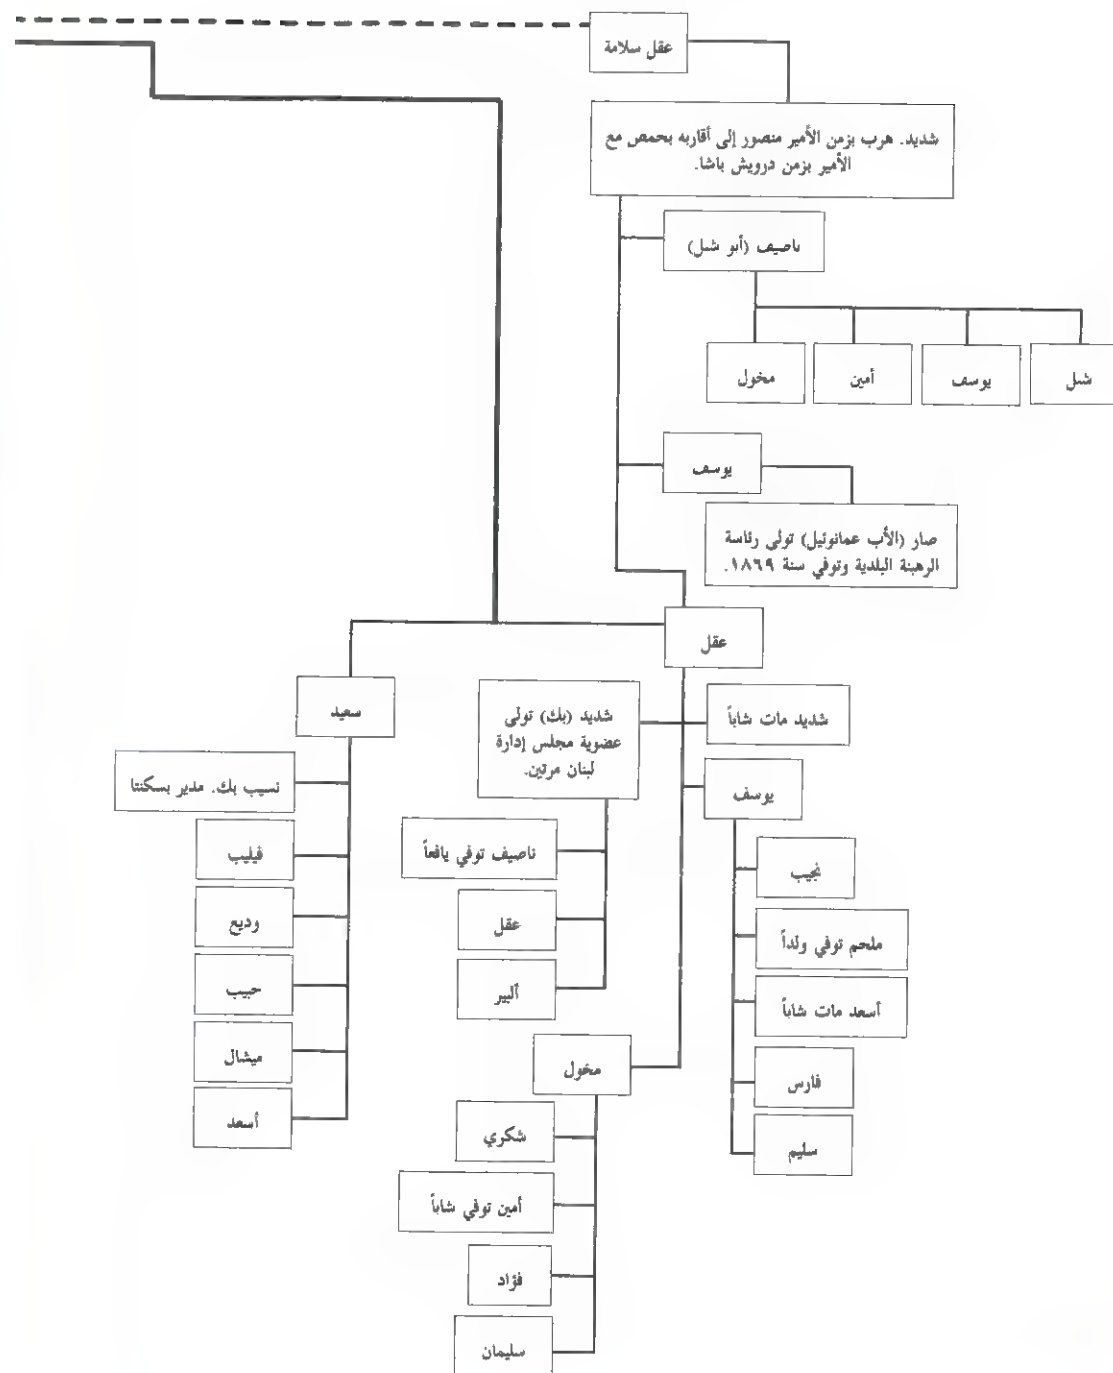 عقل سلامة
شديد. هرب بزمن الأمير منصور إلى أقاربه بحمص مع
الأمير بزمن درويش باشا.
ناصيف (أبو شبل)
شبل
يوسف
أمين
مخول
يوسف
صار (الأب عمانوئيل) تولى رئاسة
الرهبنة البلدية وتوفي سنة ١٨٦٩.
عقل
سعيد
شديد مات شاباً
شديد (بك) تولى
عضوية مجلس إدارة
لبنان مرتين.
يوسف
نسيب بك. مدير بسكنتا
فيليب
وديع
حبيب
ميشال
أسعد
ناصيف توفي يافعاً
عقل
ألبير
نجيب
ملحم توفي ولداً
أسعد مات شاباً
فارس
سليم
مخول
شكري
أمين توفي شاباً
فؤاد
سليمان